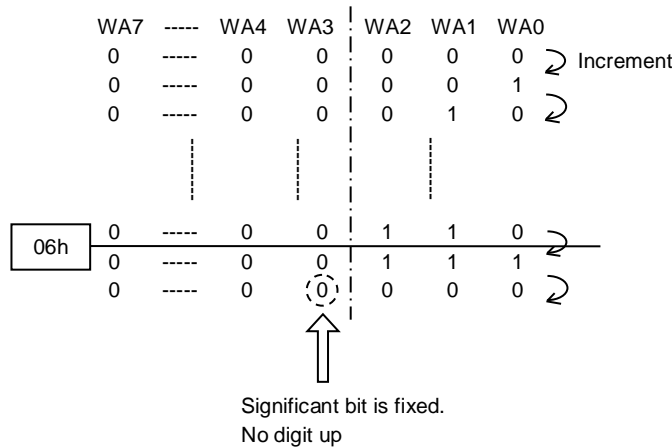 WA7 ----- WA4 WA3 WA2 WA1 WA0
0 ----- 0 0 0 0 0 Increment
0 ----- 0 0 0 0 1
0 ----- 0 0 0 1 0
0 ----- 0 0 1 1 0
06h
0 ----- 0 0 1 1 1
0 ----- 0 0 0 0 0
Significant bit is fixed.
No digit up